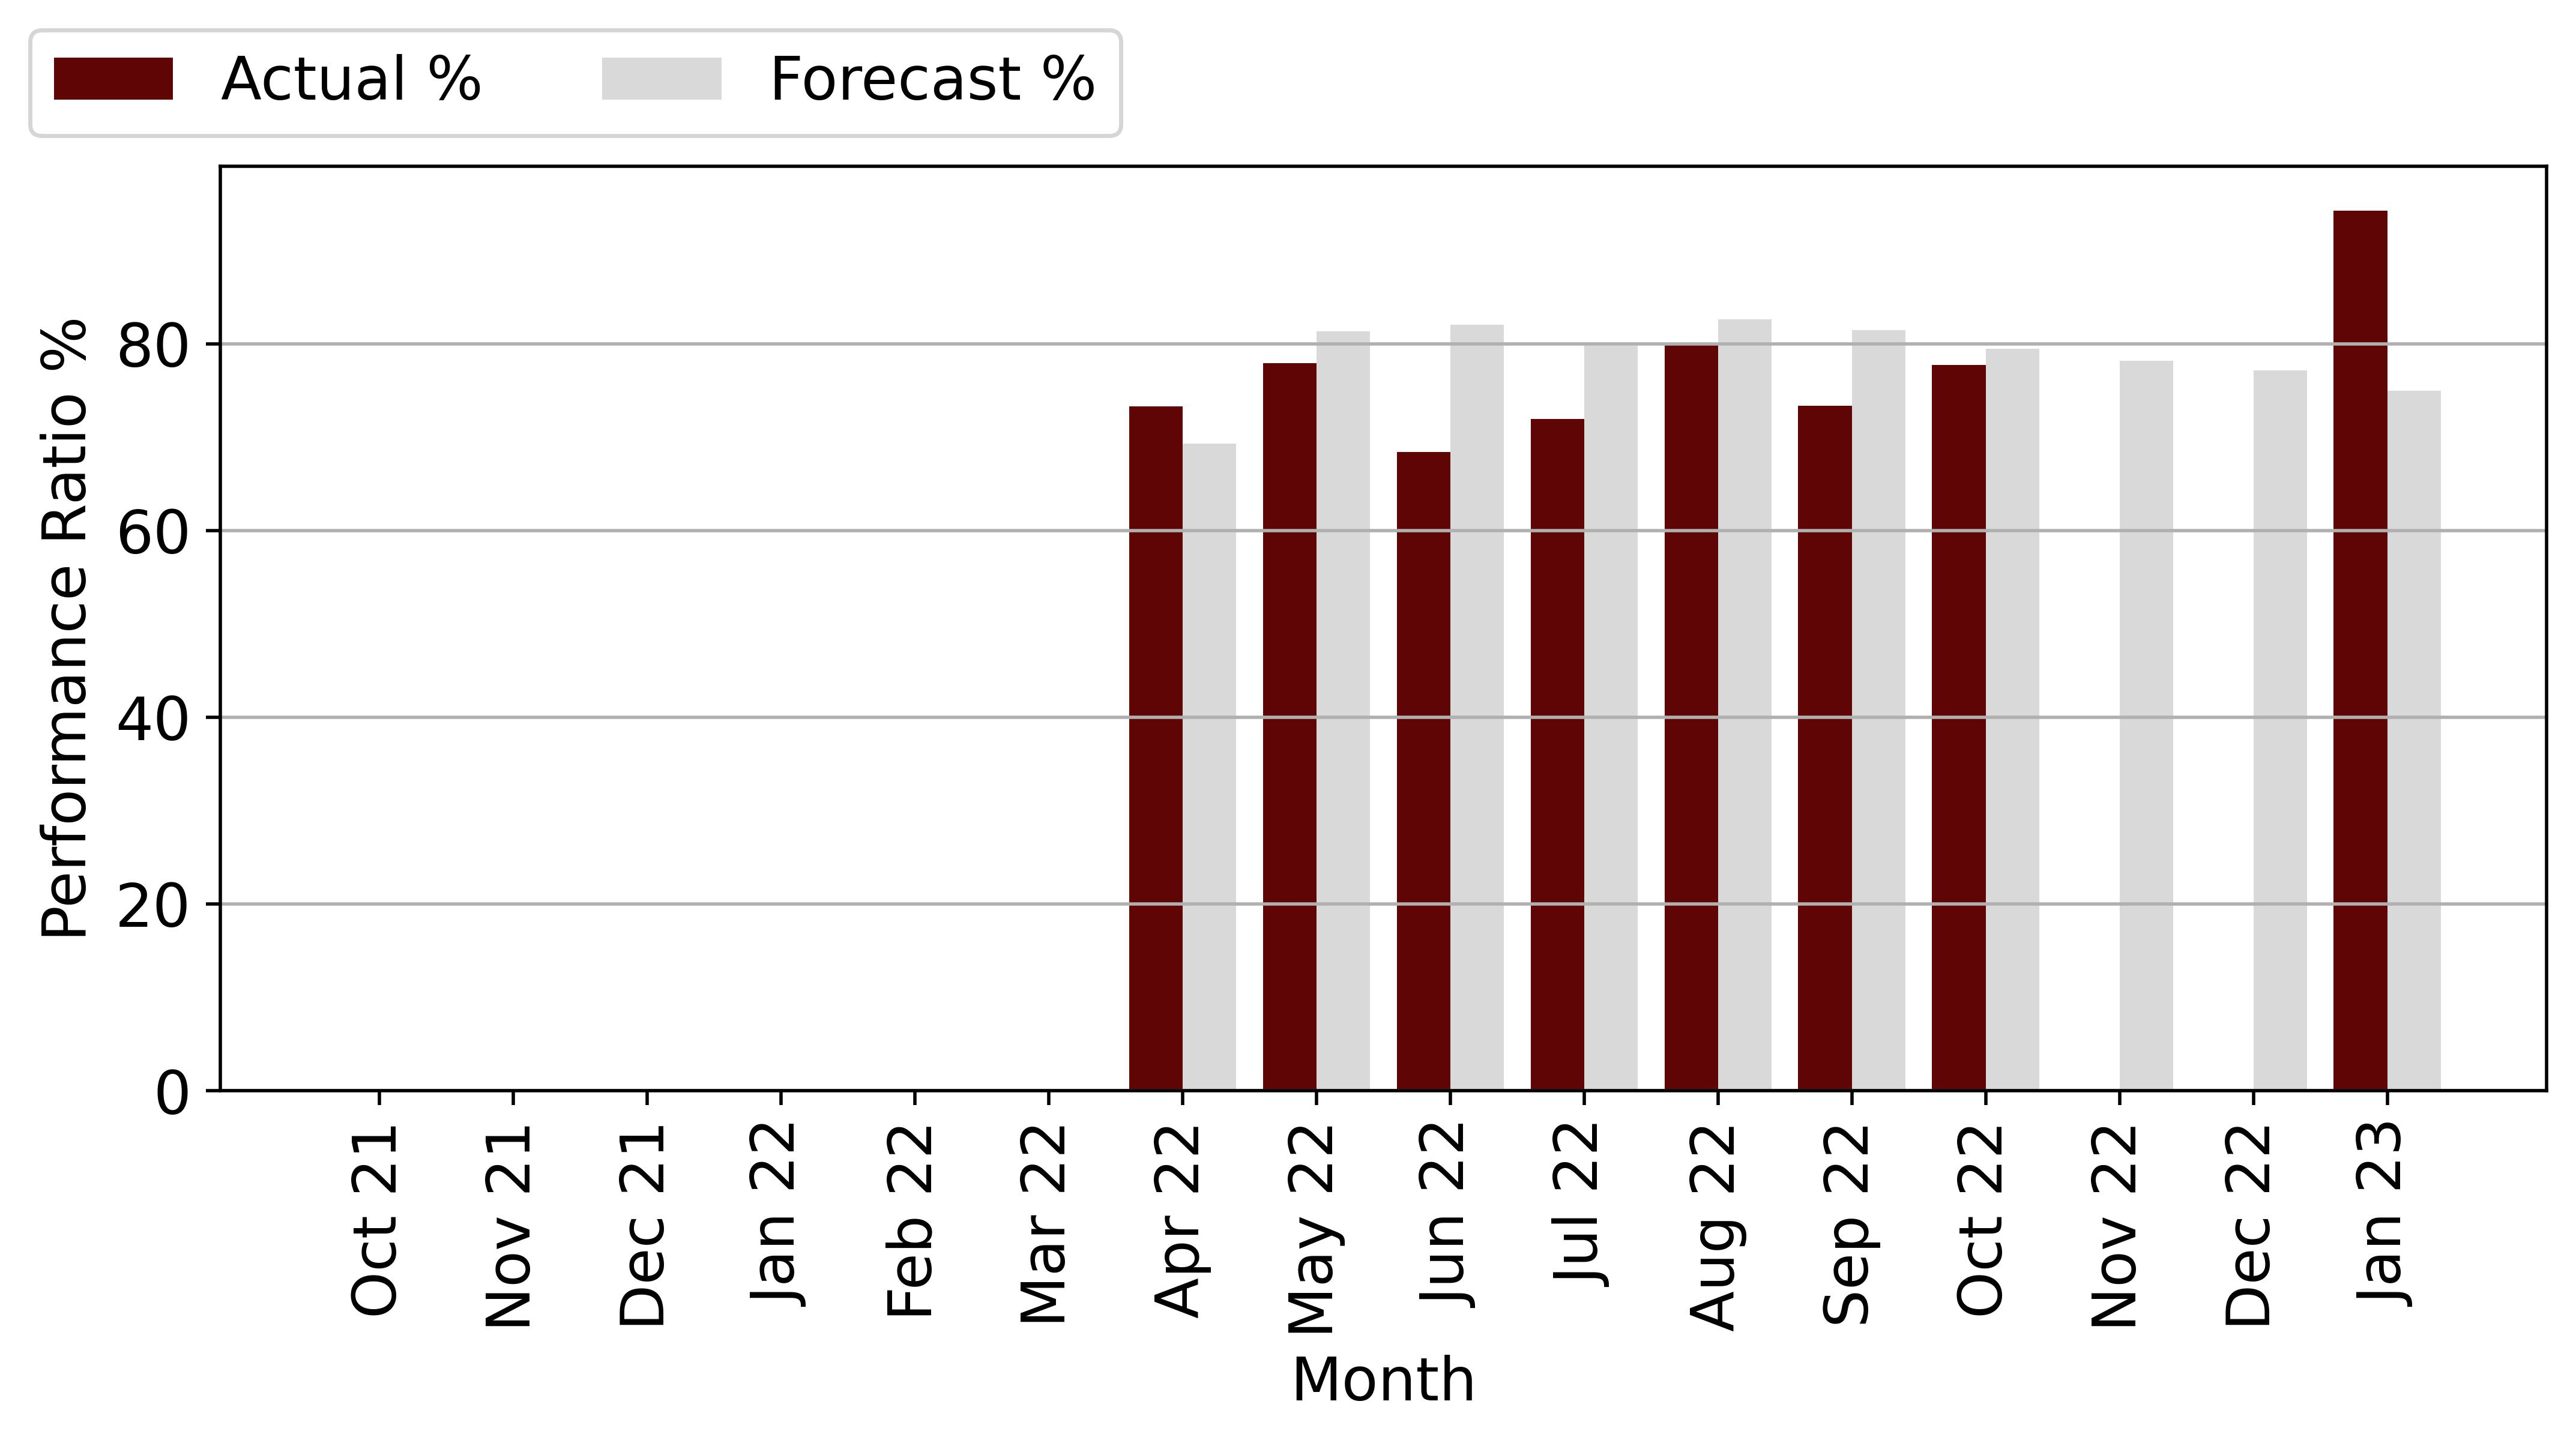 Actual %
Forecast %
Performance Ratio %
80
60
40
20
0
Oct 21
Nov 21
Dec 21
Jan 22
Feb 22
Mar 22
Apr 22
May 22
Jun 22
Jul 22
Aug 22
Sep 22
Oct 22
Nov 22
Dec 22
Jan 23
Month